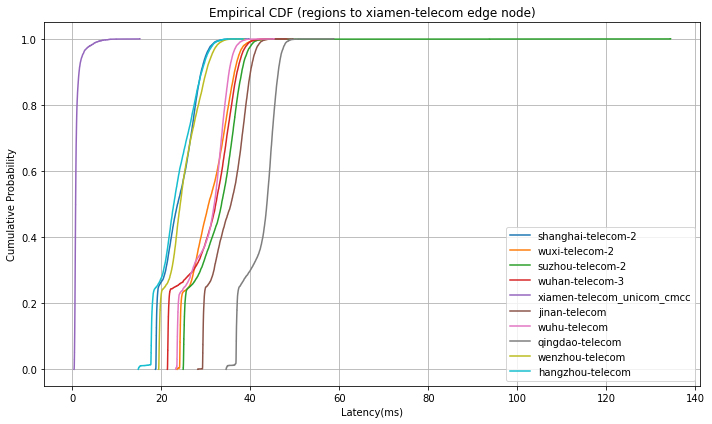 Empirical CDF (regions to xiamen-telecom edge node)
1.0
0.8
0.6
0.4
0.2
0.0
Cumulative Probability
shanghai-telecom-2
wuxi-telecom-2
suzhou-telecom-2
wuhan-telecom-3
xiamen-telecom_unicom_cmcc
jinan-telecom
wuhu-telecom
qingdao-telecom
wenzhou-telecom
hangzhou-telecom
0 20 40 60 80 100 120 140
Latency(ms)